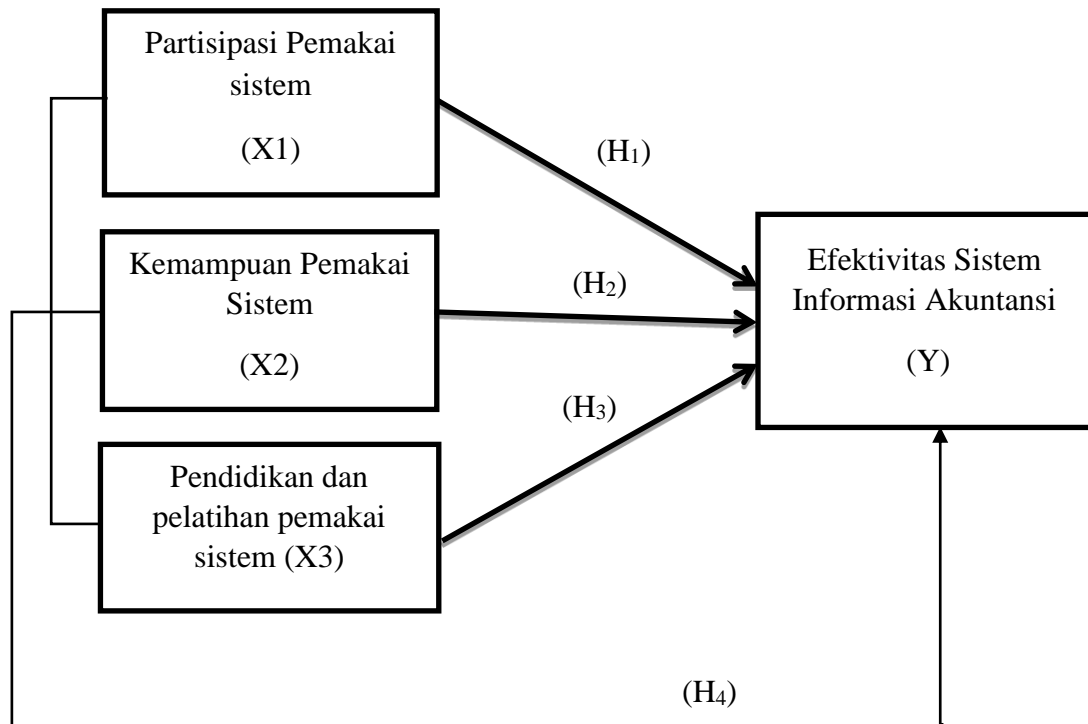 Partisipasi Pemakai
sistem
(X1)
(H₁)
Kemampuan Pemakai
Sistem
(X2)
(H₂)
Efektivitas Sistem
Informasi Akuntansi
(Y)
Pendidikan dan
pelatihan pemakai
sistem (X3)
(H₃)
(H₄)